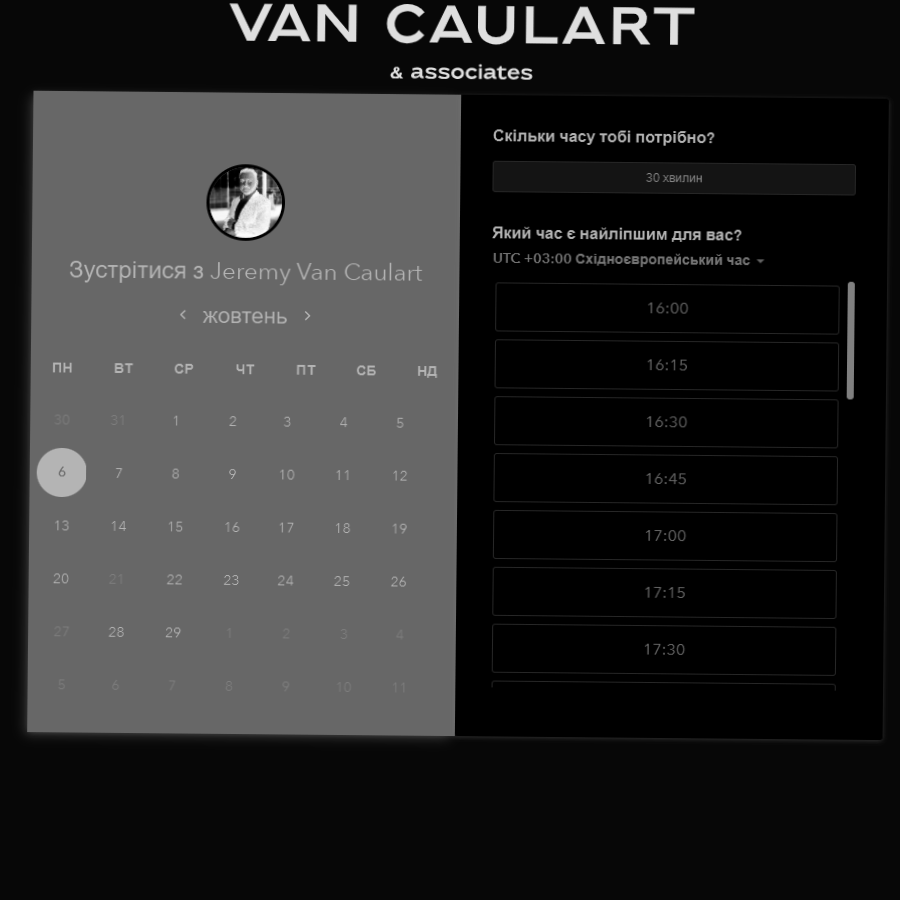 VAN CAULART
& associates
Зустрітися з Jeremy Van Caulart
жовтень
ПН ВТ СР ЧТ ПТ СБ НД
30 31 1 2 3 4 5
6 7 8 9 10 11 12
13 14 15 16 17 18 19
20 21 22 23 24 25 26
27 28 29 1 2 3 4
5 6 7 8 9 10 11
Скільки часу тобі потрібно?
30 хвилин
Який час є найліпшим для вас?
UTC +03:00 Східноєвропейський час
16:00
16:15
16:30
16:45
17:00
17:15
17:30